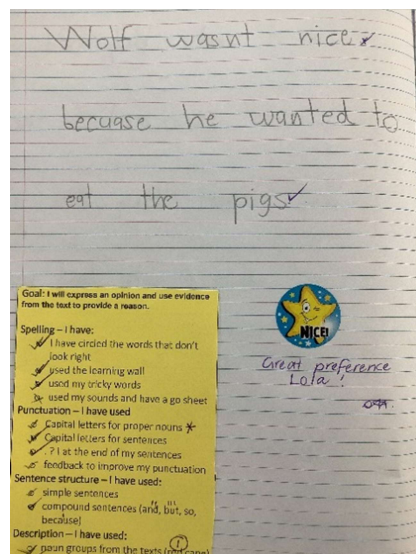 Wolf wasnt nice
becuase he wanted to
eat the pigs
Goal: I will express an opinion and use evidence
from the text to provide a reason.
Spelling – I have:
I have circled the words that don't
look right
used the learning wall
used my tricky words
used my sounds and have a go sheet
Punctuation – I have used
Capital letters for proper nouns *
Capital letters for sentences
. ? ! at the end of my sentences
feedback to improve my punctuation
Sentence structure – I have used:
simple sentences
compound sentences (and, but, so,
because)
Description – I have used:
noun groups from the texts (red cape)
NICE!
Great preference
Lola!